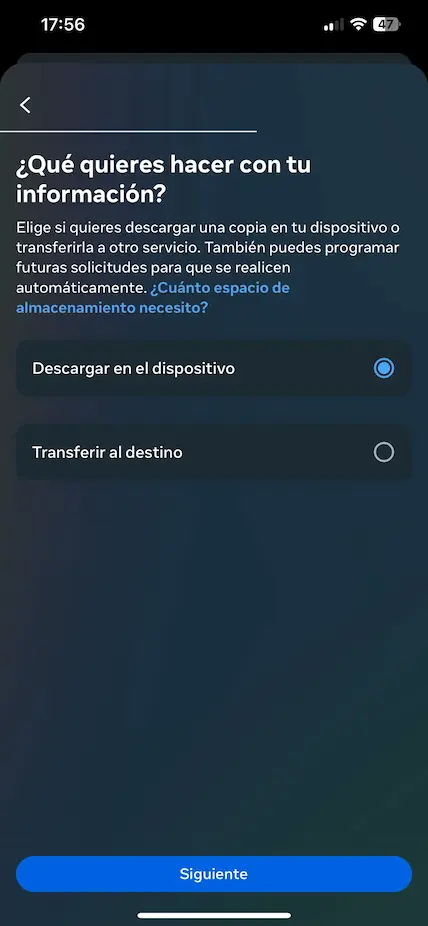 17:56
47
¿Qué quieres hacer con tu
información?
Elige si quieres descargar una copia en tu dispositivo o
transferirla a otro servicio. También puedes programar
futuras solicitudes para que se realicen
automáticamente. ¿Cuánto espacio de
almacenamiento necesito?
Descargar en el dispositivo
Transferir al destino
Siguiente